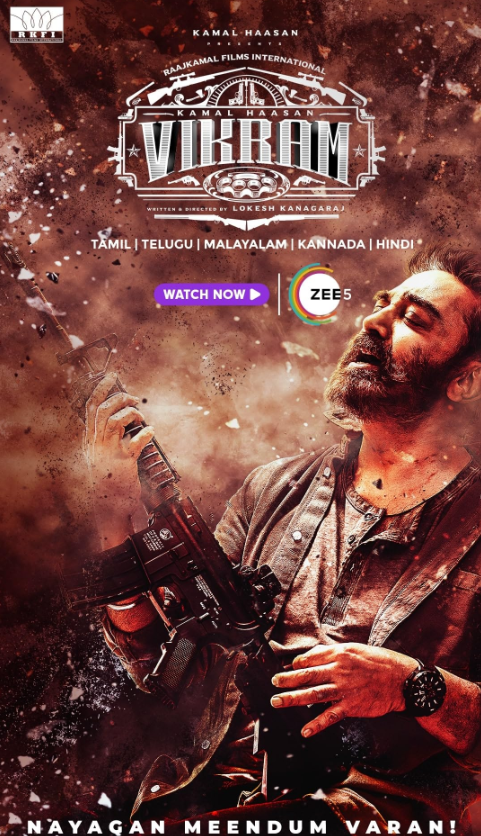 RKFI
KAMAL HAASAN
PRESENTS
RAAJKAMAL FILMS INTERNATIONAL
KAMAL HAASAN
VIKRAM
WRITTEN & DIRECTED BY LOKESH KANAGARAJ
TAMIL | TELUGU | MALAYALAM | KANNADA | HINDI
WATCH NOW
ZEE5
NAYAGAN MEENDUM VARAN!